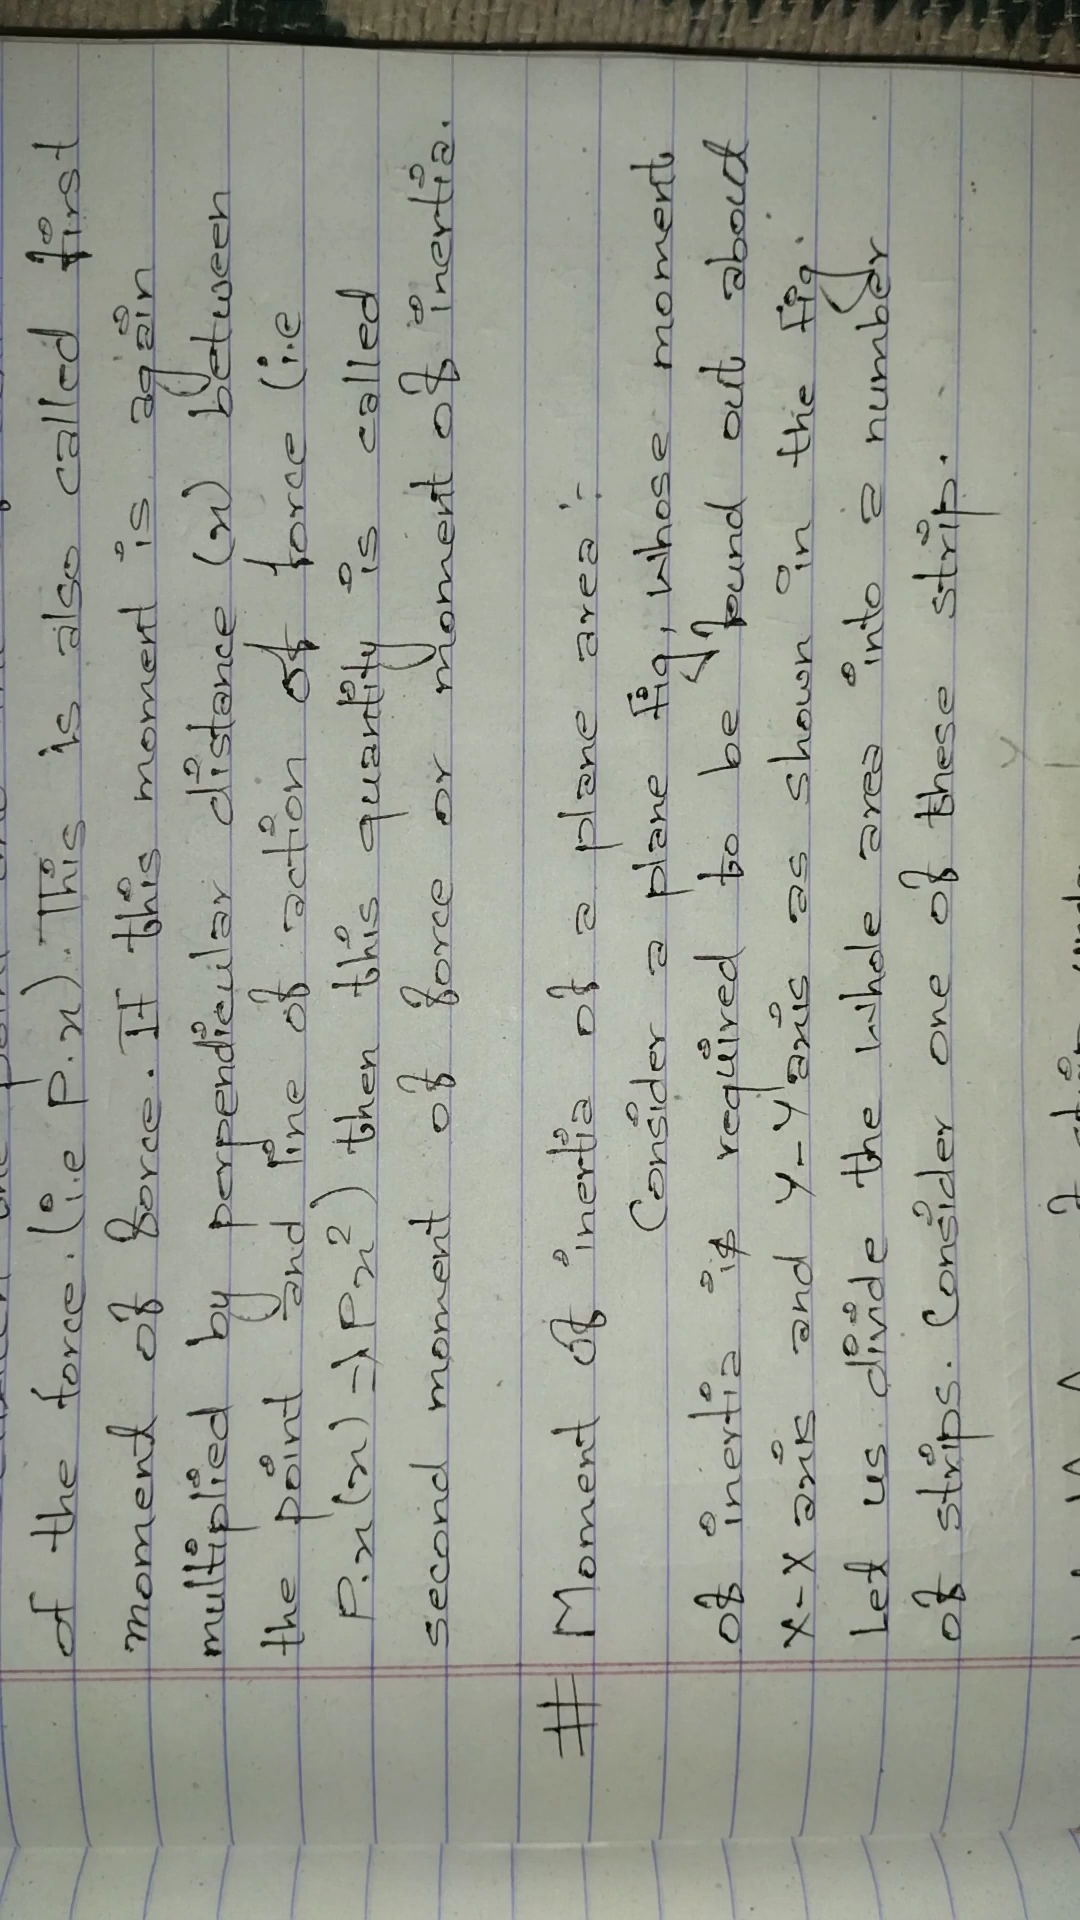 of the force. (i.e P.x). This is also called first
moment of force. If this moment is again
multiplied by perpendicular distance (x) between
the point and line of action of force (i.e
P.x(x) => Px²) then this quantity is called
second moment of force or moment of inertia.
# Moment of inertia of a plane area :-
Consider a plane fig, whose moment
of inertia is required to be found out about
X-X axis and Y-Y axis as shown in the fig.
Let us divide the whole area into a number
of strips. Consider one of these strip.
Y